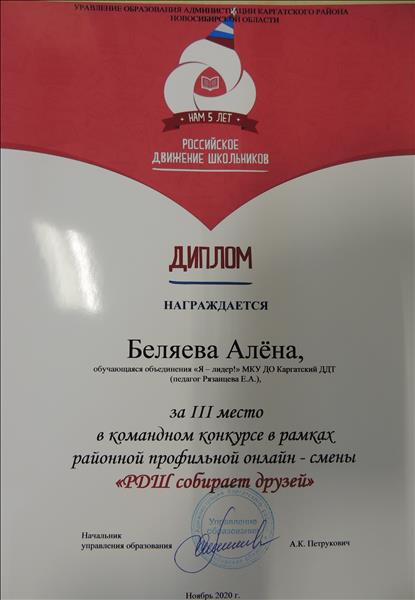 УРАВЛЕНИЕ ОБРАЗОВАНИЯ АДМИНИСТРАЦИИ КАРГАТСКОГО РАЙОНА
НОВОСИБИРСКОЙ ОБЛАСТИ
• НАМ 5 ЛЕТ •
РОССИЙСКОЕ
ДВИЖЕНИЕ ШКОЛЬНИКОВ
ДИПЛОМ
НАГРАЖДАЕТСЯ
Беляева Алёна,
обучающаяся объединения «Я – лидер!» МКУ ДО Каргатский ДДТ
(педагог Рязанцева Е.А.),
за III место
в командном конкурсе в рамках
районной профильной онлайн - смены
«РДШ собирает друзей»
Управление
образования
Начальник
управления образования
А.К. Петрукович
Ноябрь 2020 г.